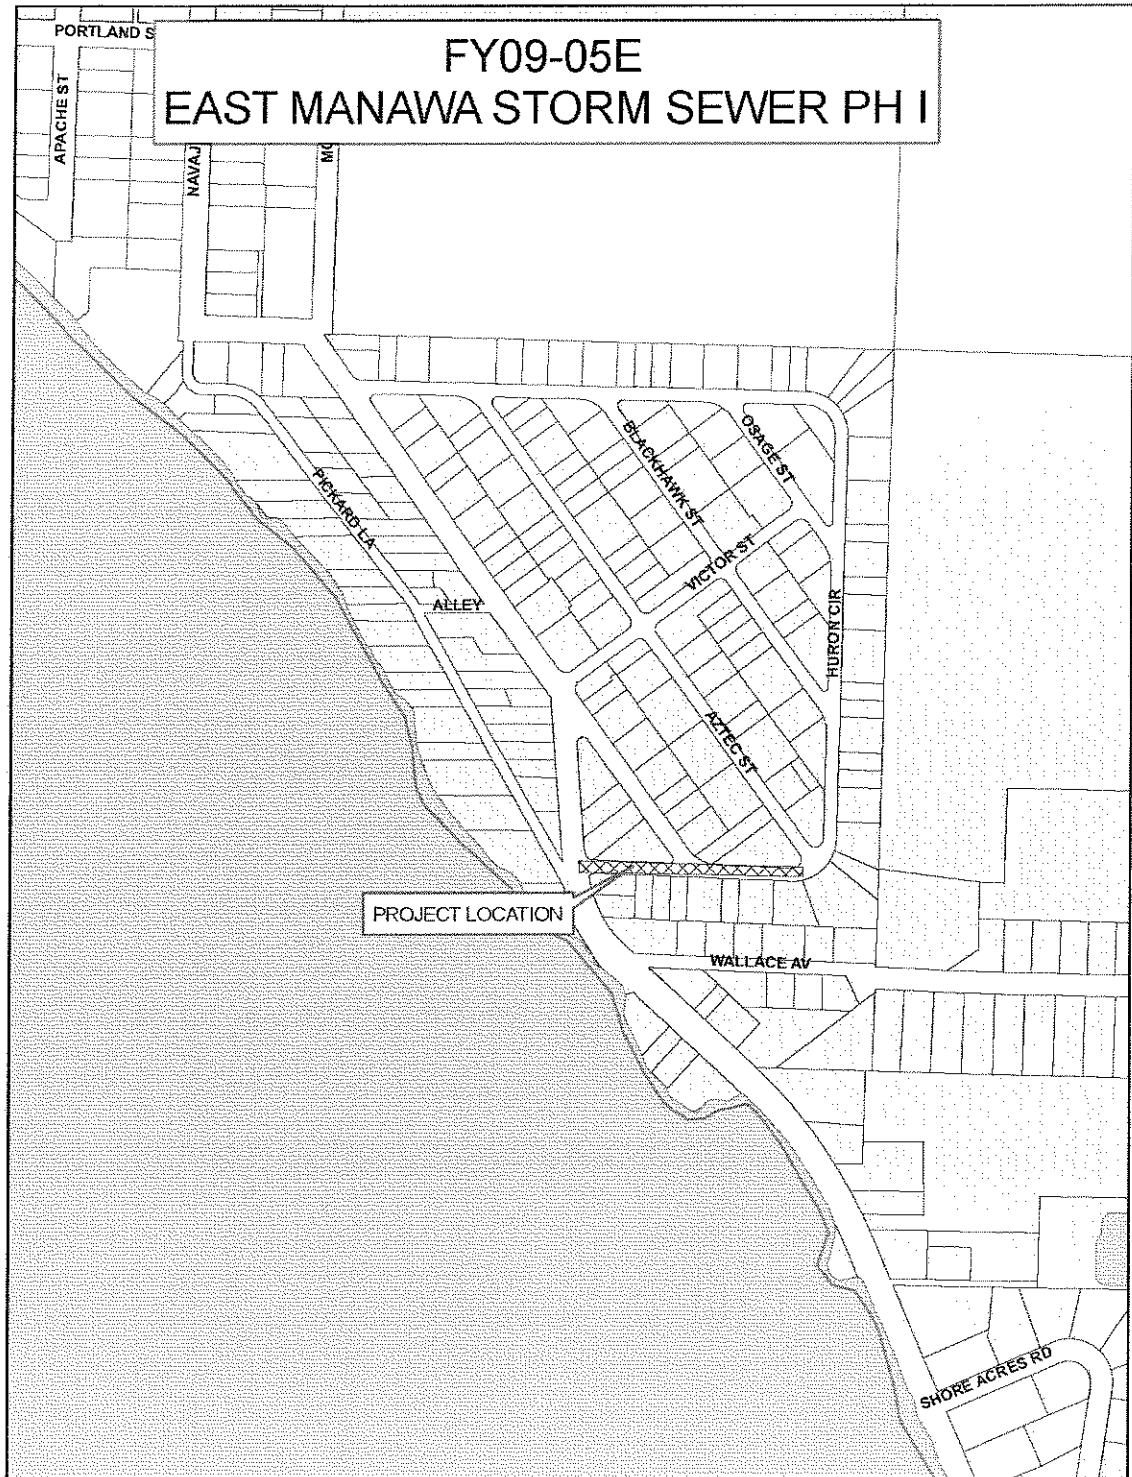 FY09-05E
EAST MANAWA STORM SEWER PH I
PORTLAND S
APACHE ST
NAVAJ
MO
OSAGE ST
BLACKHAWK ST
PICKARD LA
VICTOR ST
ALLEY
HURON CIR
AZTEC ST
PROJECT LOCATION
WALLACE AV
SHORE ACRES RD